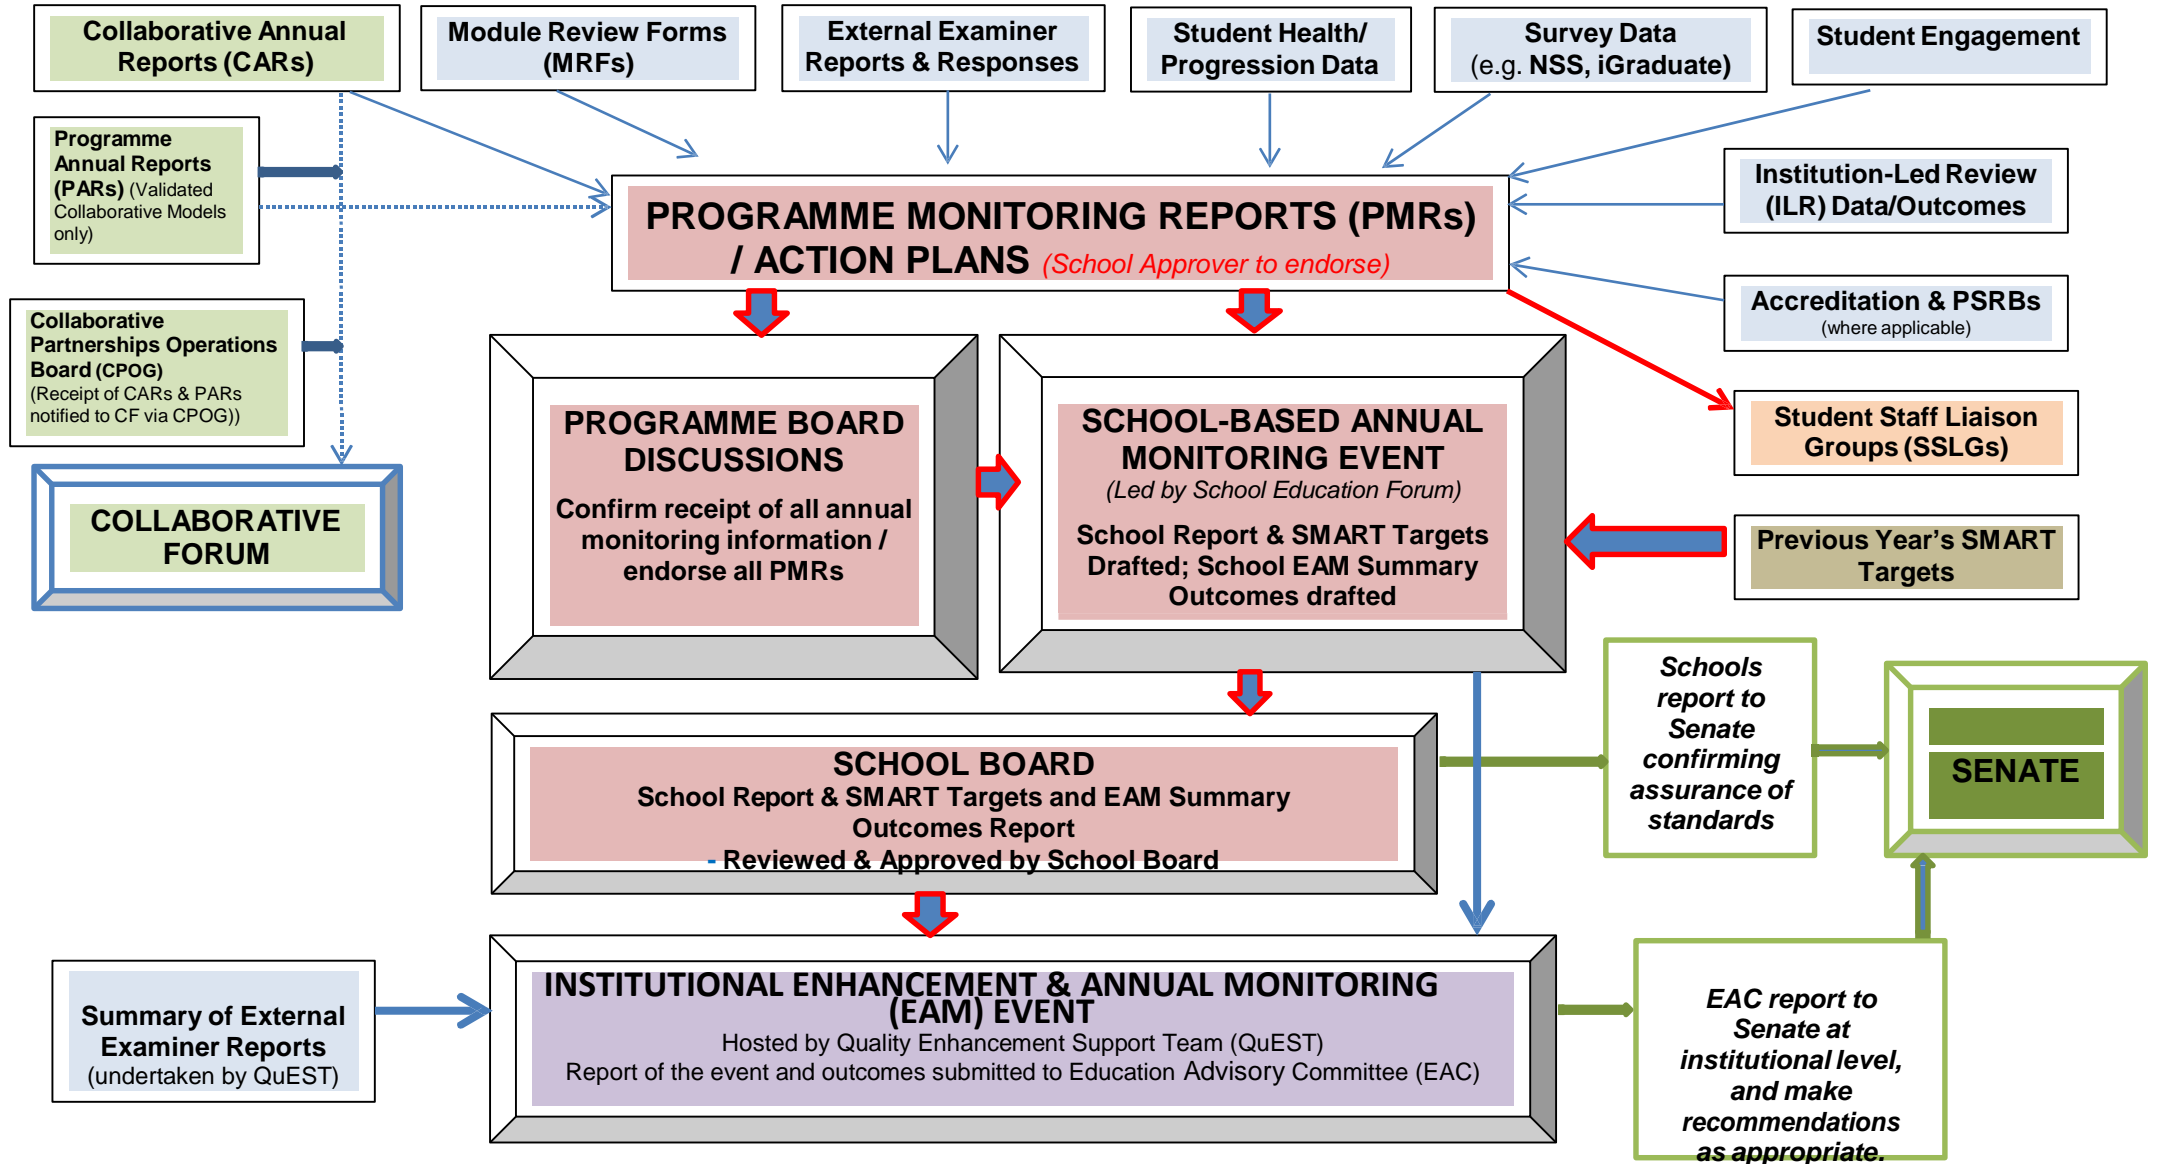 Collaborative Annual
Reports (CARs)
Module Review Forms
(MRFs)
External Examiner
Reports & Responses
Student Health/
Progression Data
Survey Data
(e.g. NSS, iGraduate)
Student Engagement
Programme
Annual Reports
(PARs) (Validated
Collaborative Models
only)
PROGRAMME MONITORING REPORTS (PMRs)
/ ACTION PLANS (School Approver to endorse)
Institution-Led Review
(ILR) Data/Outcomes
Accreditation & PSRBs
(where applicable)
Collaborative
Partnerships Operations
Board (CPOG)
(Receipt of CARs & PARs
notified to CF via CPOG))
COLLABORATIVE
FORUM
PROGRAMME BOARD
DISCUSSIONS
Confirm receipt of all annual
monitoring information /
endorse all PMRs
SCHOOL-BASED ANNUAL
MONITORING EVENT
(Led by School Education Forum)
School Report & SMART Targets
Drafted; School EAM Summary
Outcomes drafted
Student Staff Liaison
Groups (SSLGs)
Previous Year's SMART
Targets
SCHOOL BOARD
School Report & SMART Targets and EAM Summary
Outcomes Report
- Reviewed & Approved by School Board
Schools
report to
Senate
confirming
assurance of
standards
SENATE
Summary of External
Examiner Reports
(undertaken by QuEST)
INSTITUTIONAL ENHANCEMENT & ANNUAL MONITORING
(EAM) EVENT
Hosted by Quality Enhancement Support Team (QuEST)
Report of the event and outcomes submitted to Education Advisory Committee (EAC)
EAC report to
Senate at
institutional level,
and make
recommendations
as appropriate.